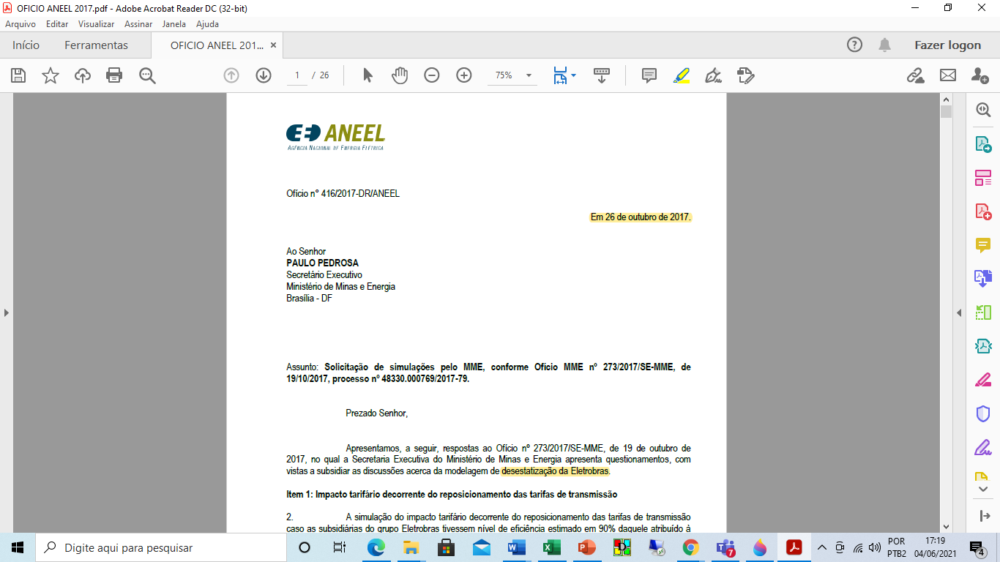 OFICIO ANEEL 2017.pdf - Adobe Acrobat Reader DC (32-bit)
Arquivo Editar Visualizar Assinar Janela Ajuda
Início Ferramentas OFICIO ANEEL 201... Fazer logon
1 / 26 75%
ANEEL
AGÊNCIA NACIONAL DE ENERGIA ELÉTRICA
Ofício nº 416/2017-DR/ANEEL
Em 26 de outubro de 2017.
Ao Senhor
PAULO PEDROSA
Secretário Executivo
Ministério de Minas e Energia
Brasília - DF
Assunto: Solicitação de simulações pelo MME, conforme Ofício MME nº 273/2017/SE-MME, de
19/10/2017, processo nº 48330.000769/2017-79.
Prezado Senhor,
Apresentamos, a seguir, respostas ao Ofício nº 273/2017/SE-MME, de 19 de outubro de
2017, no qual a Secretaria Executiva do Ministério de Minas e Energia apresenta questionamentos, com
vistas a subsidiar as discussões acerca da modelagem de desestatização da Eletrobras.
Item 1: Impacto tarifário decorrente do reposicionamento das tarifas de transmissão
2. A simulação do impacto tarifário decorrente do reposicionamento das tarifas de transmissão
caso as subsidiárias do grupo Eletrobras tivessem nível de eficiência estimado em 90% daquele atribuído à
Digite aqui para pesquisar
7
POR
PTB2
17:19
04/06/2021
4